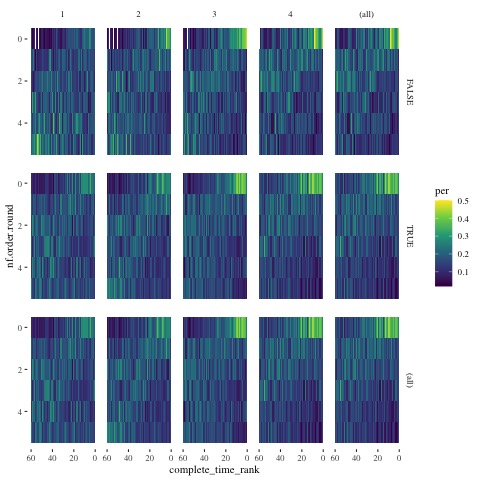 1 2 3 4 (all)
0
2
4
FALSE
0
2
4
TRUE
0
2
4
(all)
nf.order.round
60 40 20 0 60 40 20 0 60 40 20 0 60 40 20 0 60 40 20 0
complete_time_rank
per
0.5
0.4
0.3
0.2
0.1